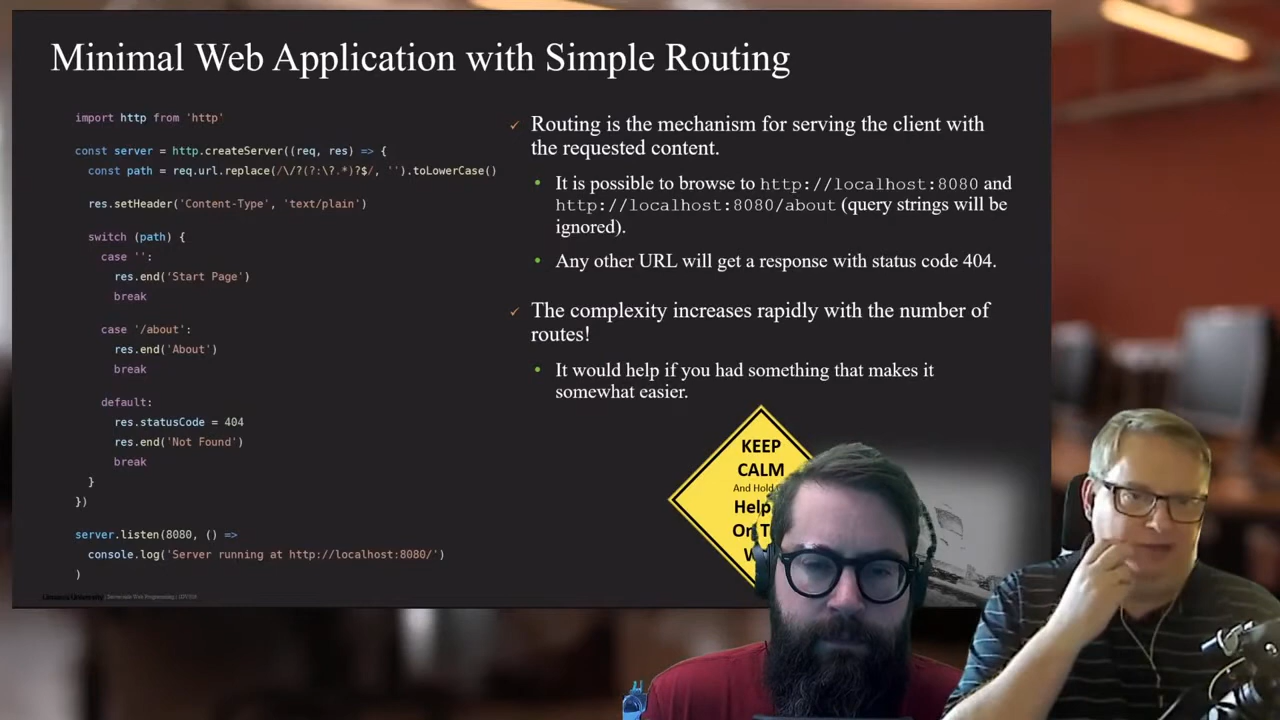 Minimal Web Application with Simple Routing
import http from 'http'
const server = http.createServer((req, res) => {
const path = req.url.replace(/\/?(?:\?.*)?$/, '').toLowerCase()
res.setHeader('Content-Type', 'text/plain')
switch (path) {
case '':
res.end('Start Page')
break
case '/about':
res.end('About')
break
default:
res.statusCode = 404
res.end('Not Found')
break
}
})
server.listen(8080, () =>
console.log('Server running at http://localhost:8080/')
)
✓ Routing is the mechanism for serving the client with
the requested content.
• It is possible to browse to http://localhost:8080 and
http://localhost:8080/about (query strings will be
ignored).
• Any other URL will get a response with status code 404.
✓ The complexity increases rapidly with the number of
routes!
• It would help if you had something that makes it
somewhat easier.
KEEP
CALM
And Hold
Help
On